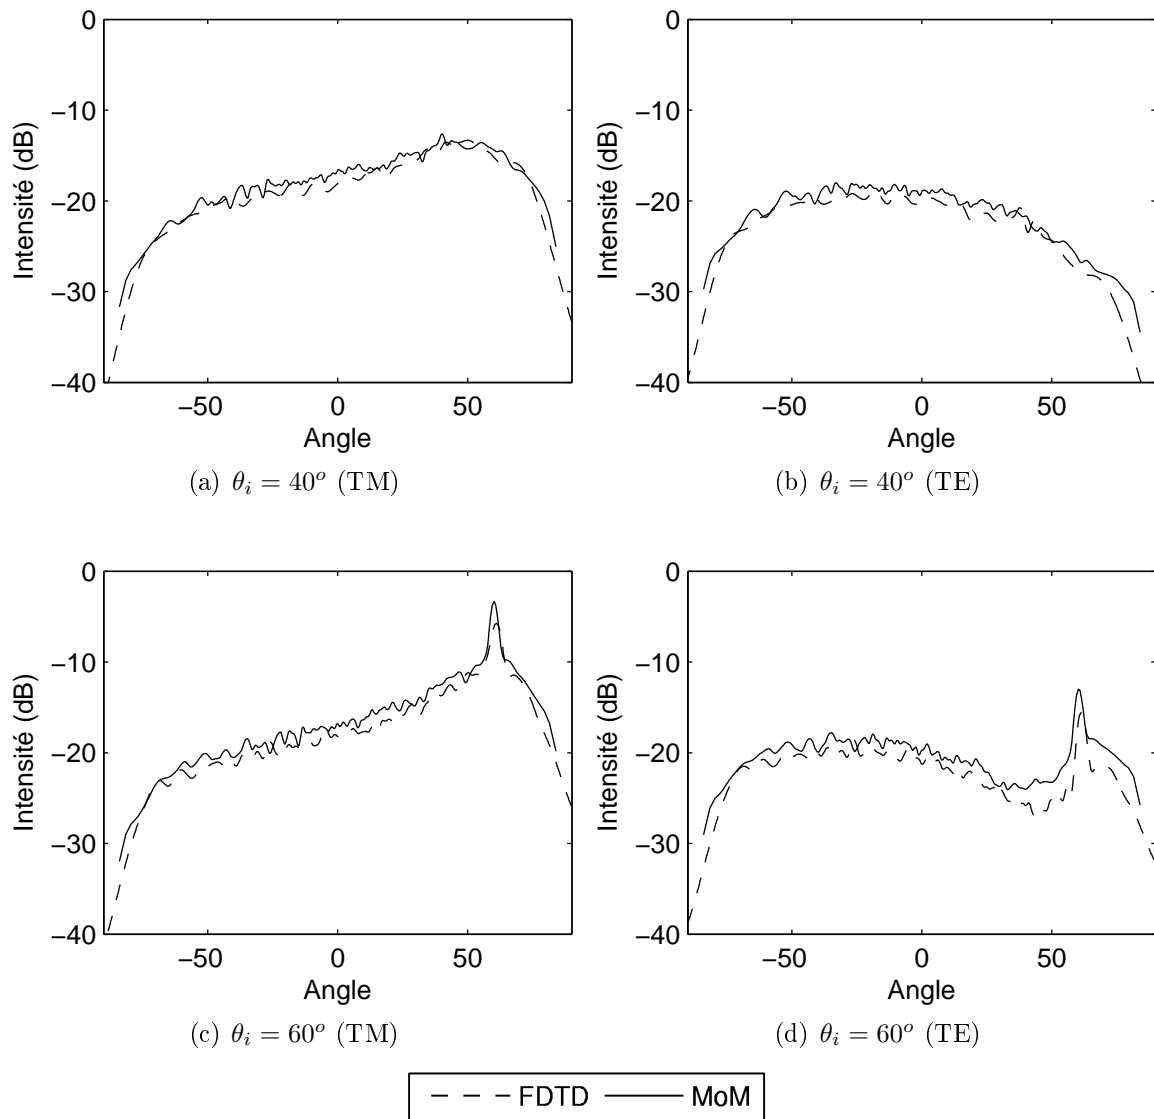 0
−10
−20
−30
−40
Intensité (dB)
−50 0 50
Angle
(a) θi = 40o (TM)
0
−10
−20
−30
−40
Intensité (dB)
−50 0 50
Angle
(b) θi = 40o (TE)
0
−10
−20
−30
−40
Intensité (dB)
−50 0 50
Angle
(c) θi = 60o (TM)
0
−10
−20
−30
−40
Intensité (dB)
−50 0 50
Angle
(d) θi = 60o (TE)
FDTD MoM